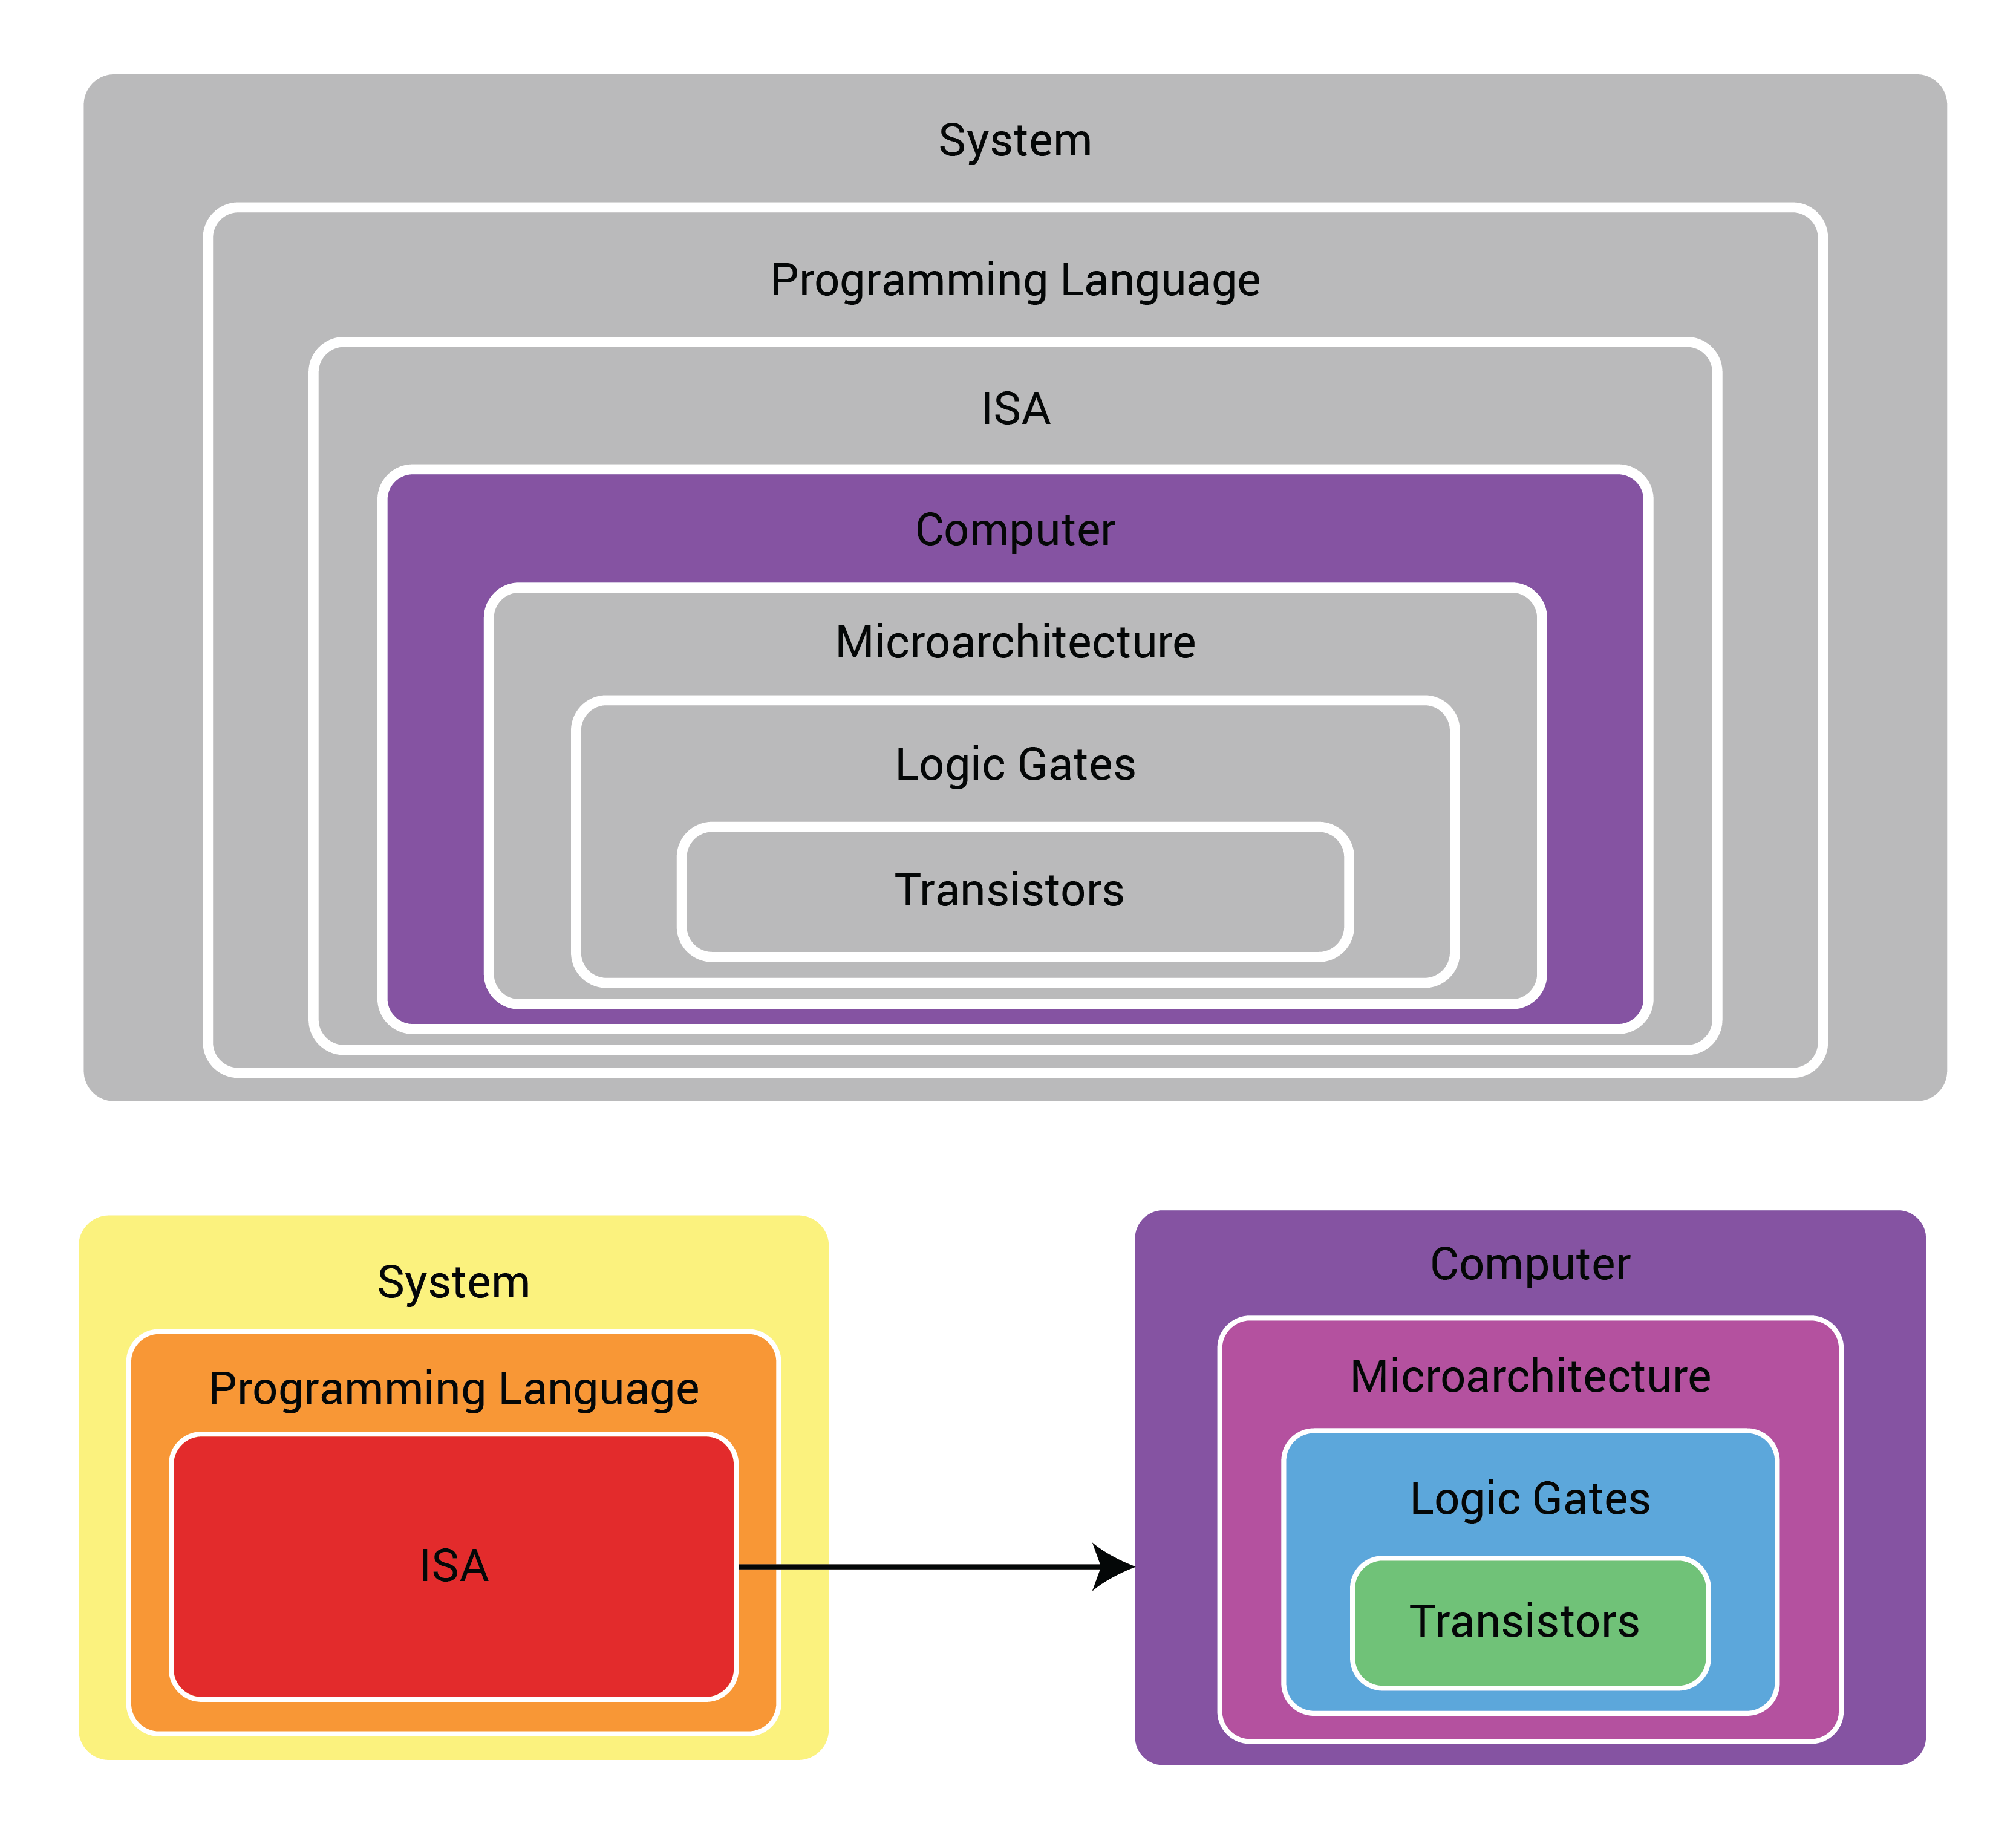 System
Programming Language
ISA
Computer
Microarchitecture
Logic Gates
Transistors
System
Programming Language
ISA
Computer
Microarchitecture
Logic Gates
Transistors